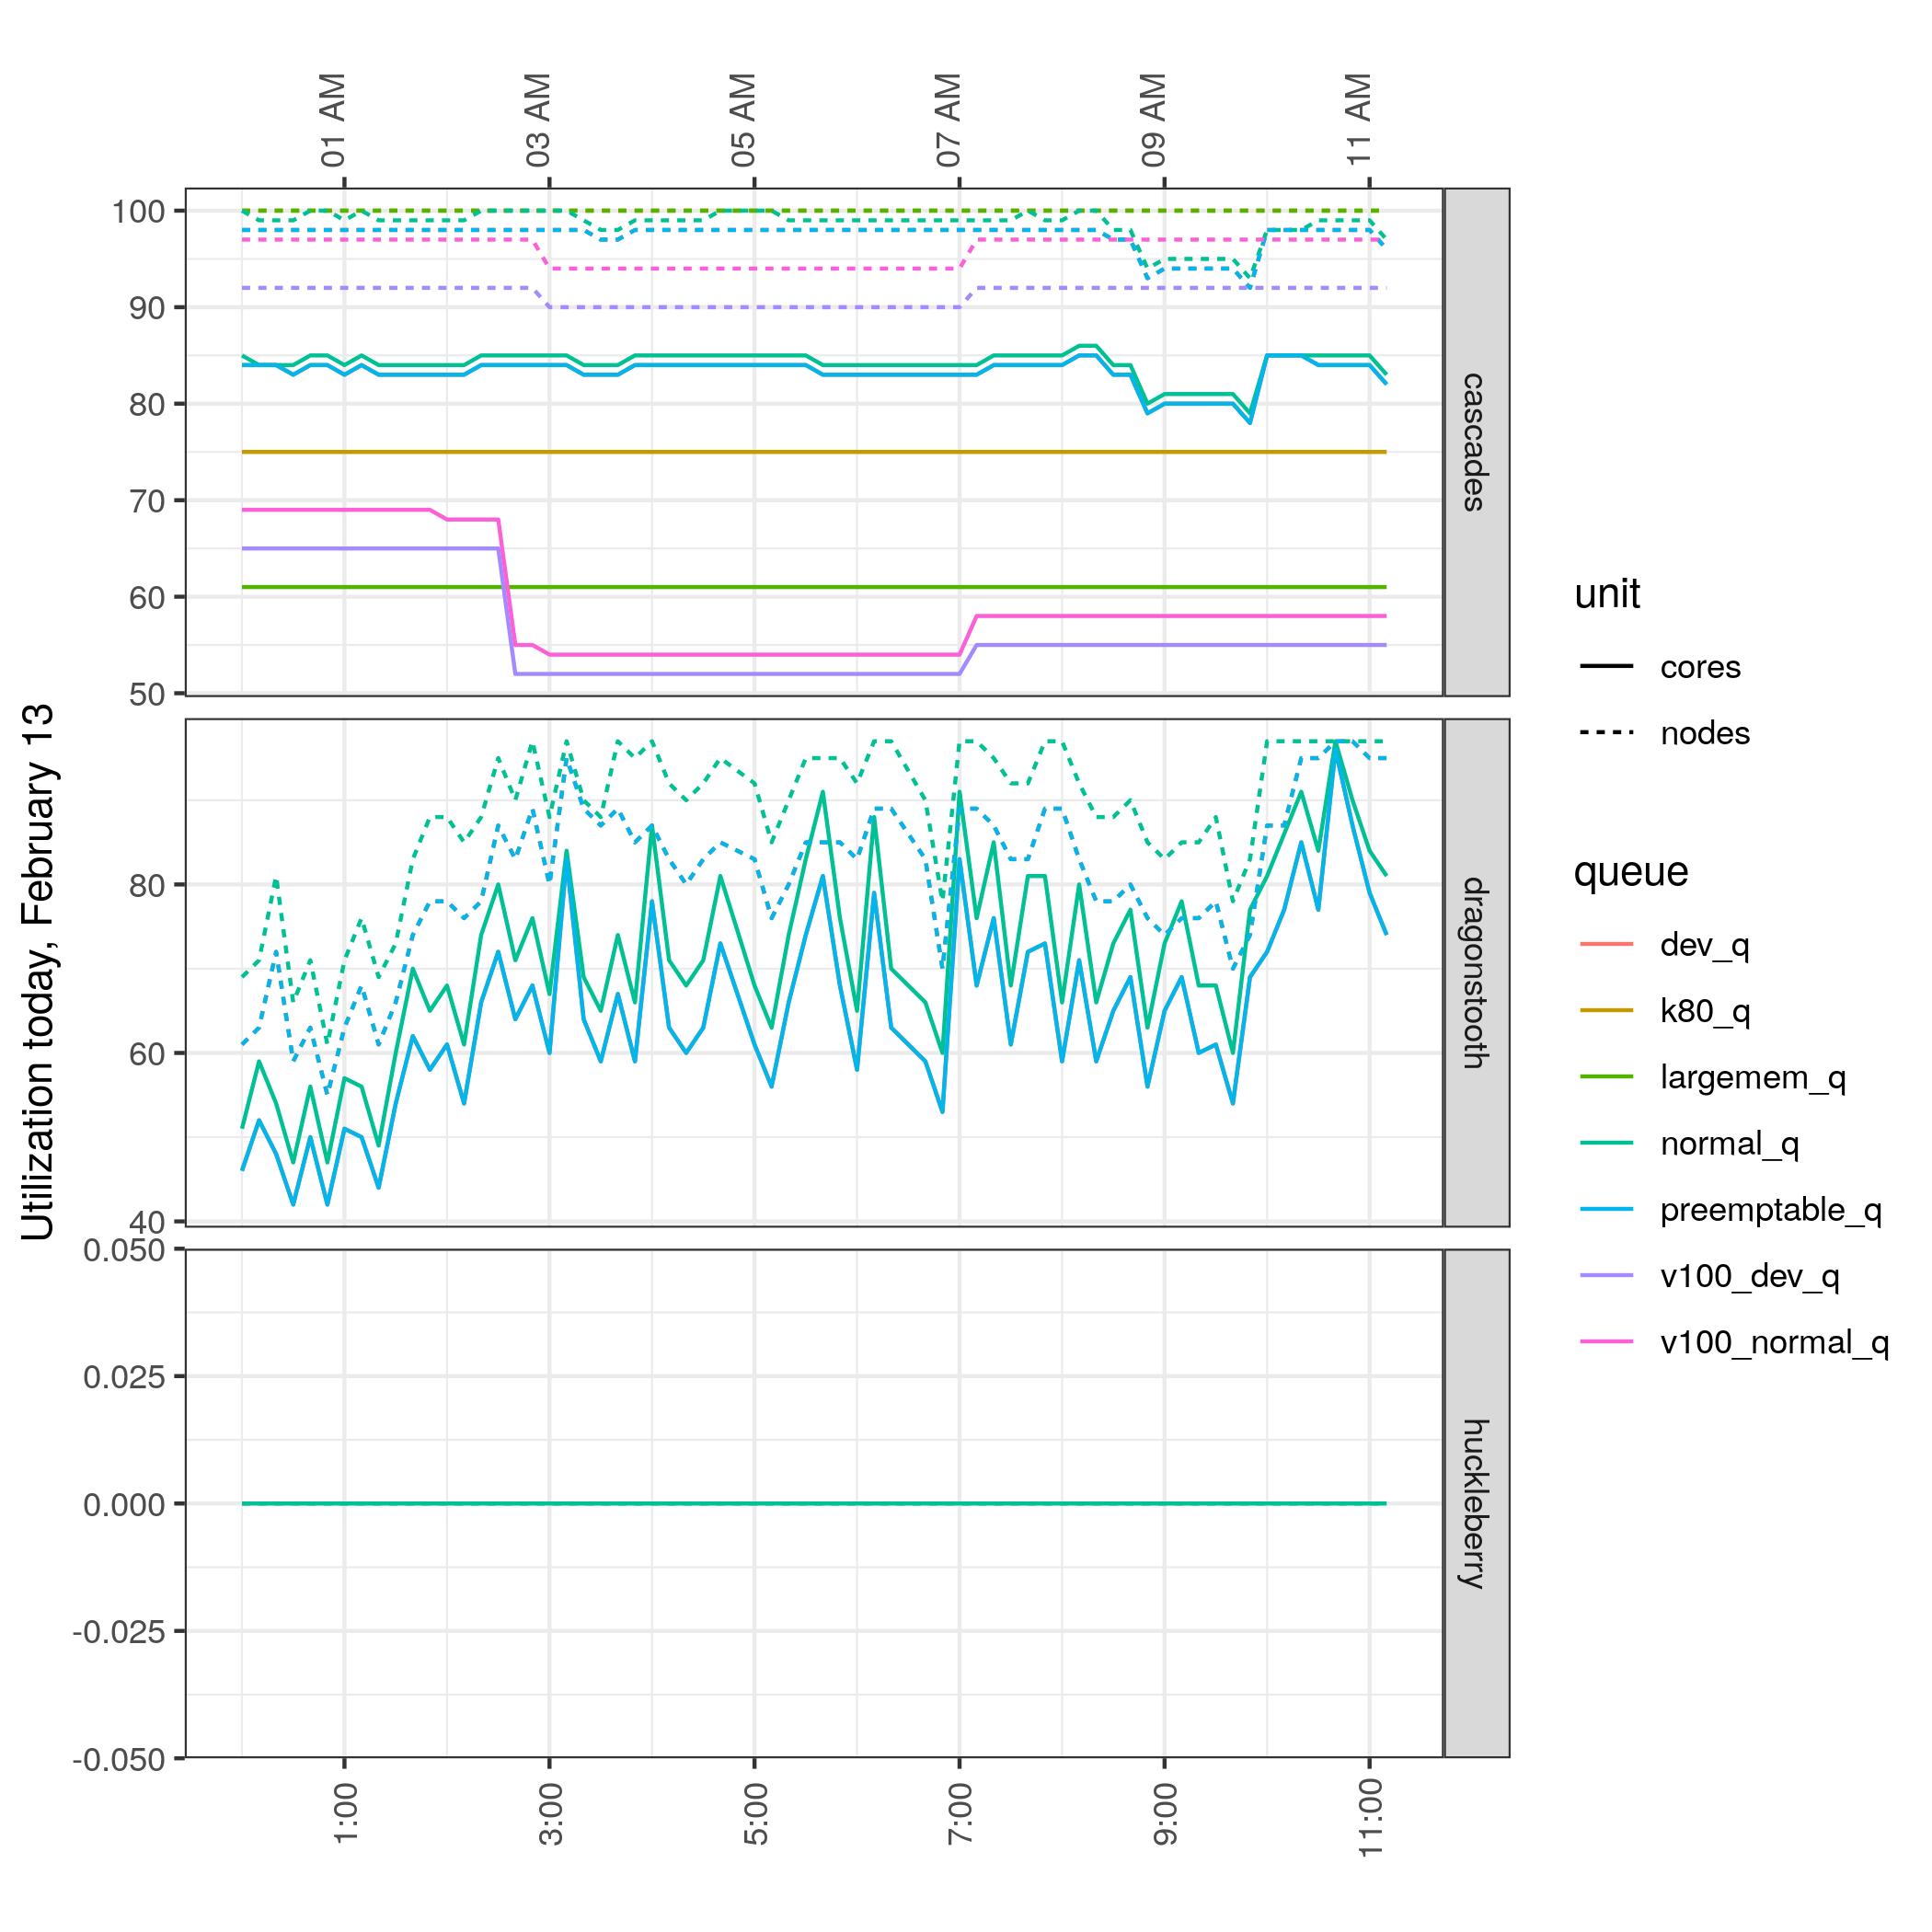 01 AM
03 AM
05 AM
07 AM
09 AM
11 AM
Utilization today, February 13
100
90
80
70
60
50
cascades
80
60
40
dragonstooth
0.050
0.025
0.000
-0.025
-0.050
huckleberry
1:00
3:00
5:00
7:00
9:00
11:00
unit
cores
nodes
queue
dev_q
k80_q
largemem_q
normal_q
preemptable_q
v100_dev_q
v100_normal_q